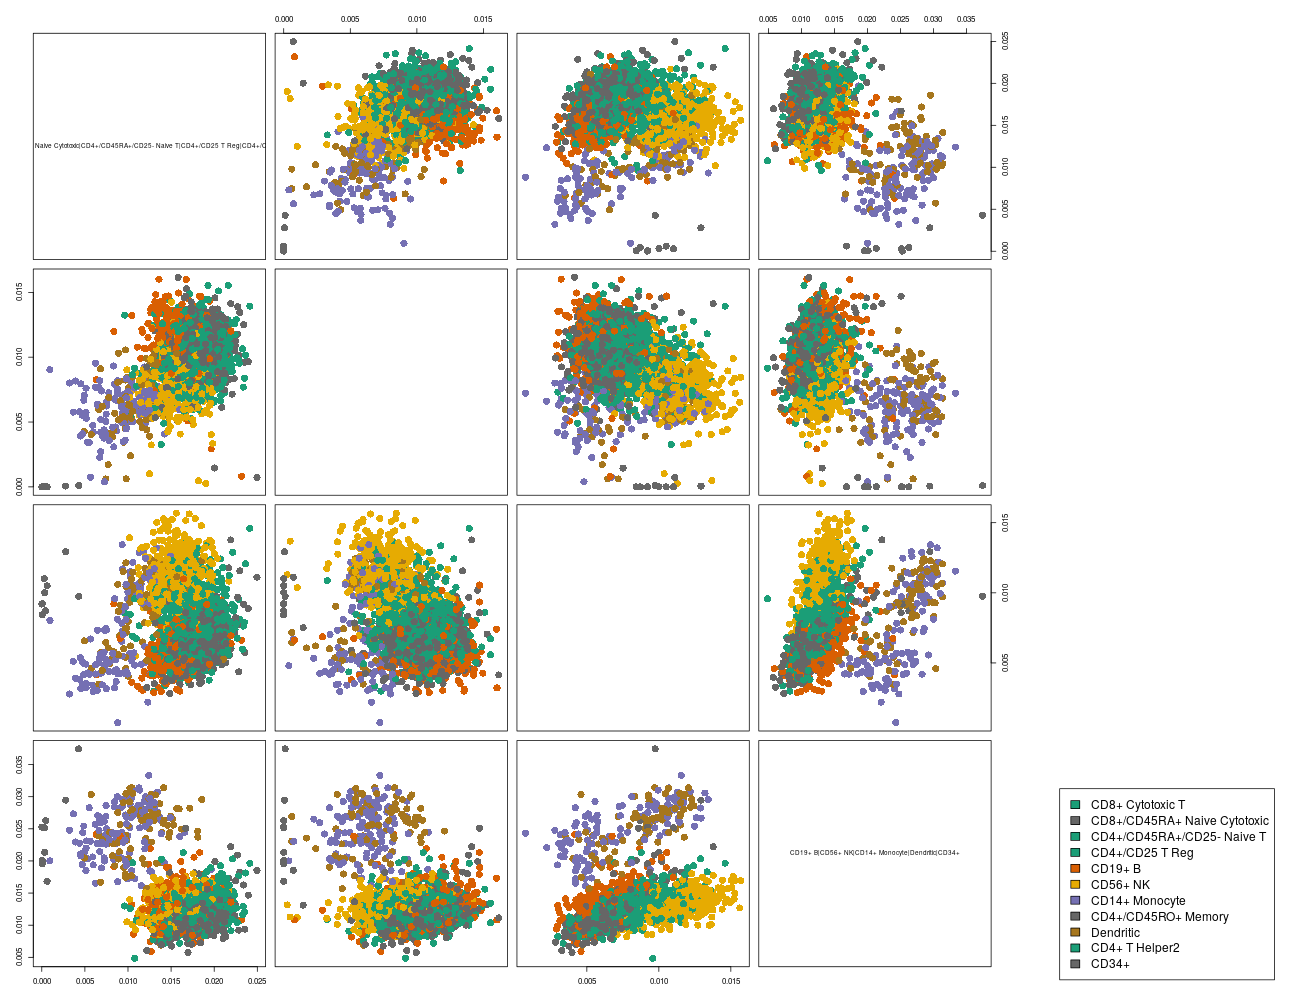 0.000 0.005 0.010 0.015
0.005 0.010 0.015 0.020 0.025 0.030 0.035
0.000 0.005 0.010 0.015 0.020 0.025
Naive Cytotoxic|CD4+/CD45RA+/CD25- Naive T|CD4+/CD25 T Reg|CD4+/C
0.000 0.005 0.010 0.015
0.005 0.010 0.015
0.005 0.010 0.015 0.020 0.025 0.030 0.035
CD19+ B|CD56+ NK|CD14+ Monocyte|Dendritic|CD34+
0.000 0.005 0.010 0.015 0.020 0.025
0.005 0.010 0.015
CD8+ Cytotoxic T
CD8+/CD45RA+ Naive Cytotoxic
CD4+/CD45RA+/CD25- Naive T
CD4+/CD25 T Reg
CD19+ B
CD56+ NK
CD14+ Monocyte
CD4+/CD45RO+ Memory
Dendritic
CD4+ T Helper2
CD34+